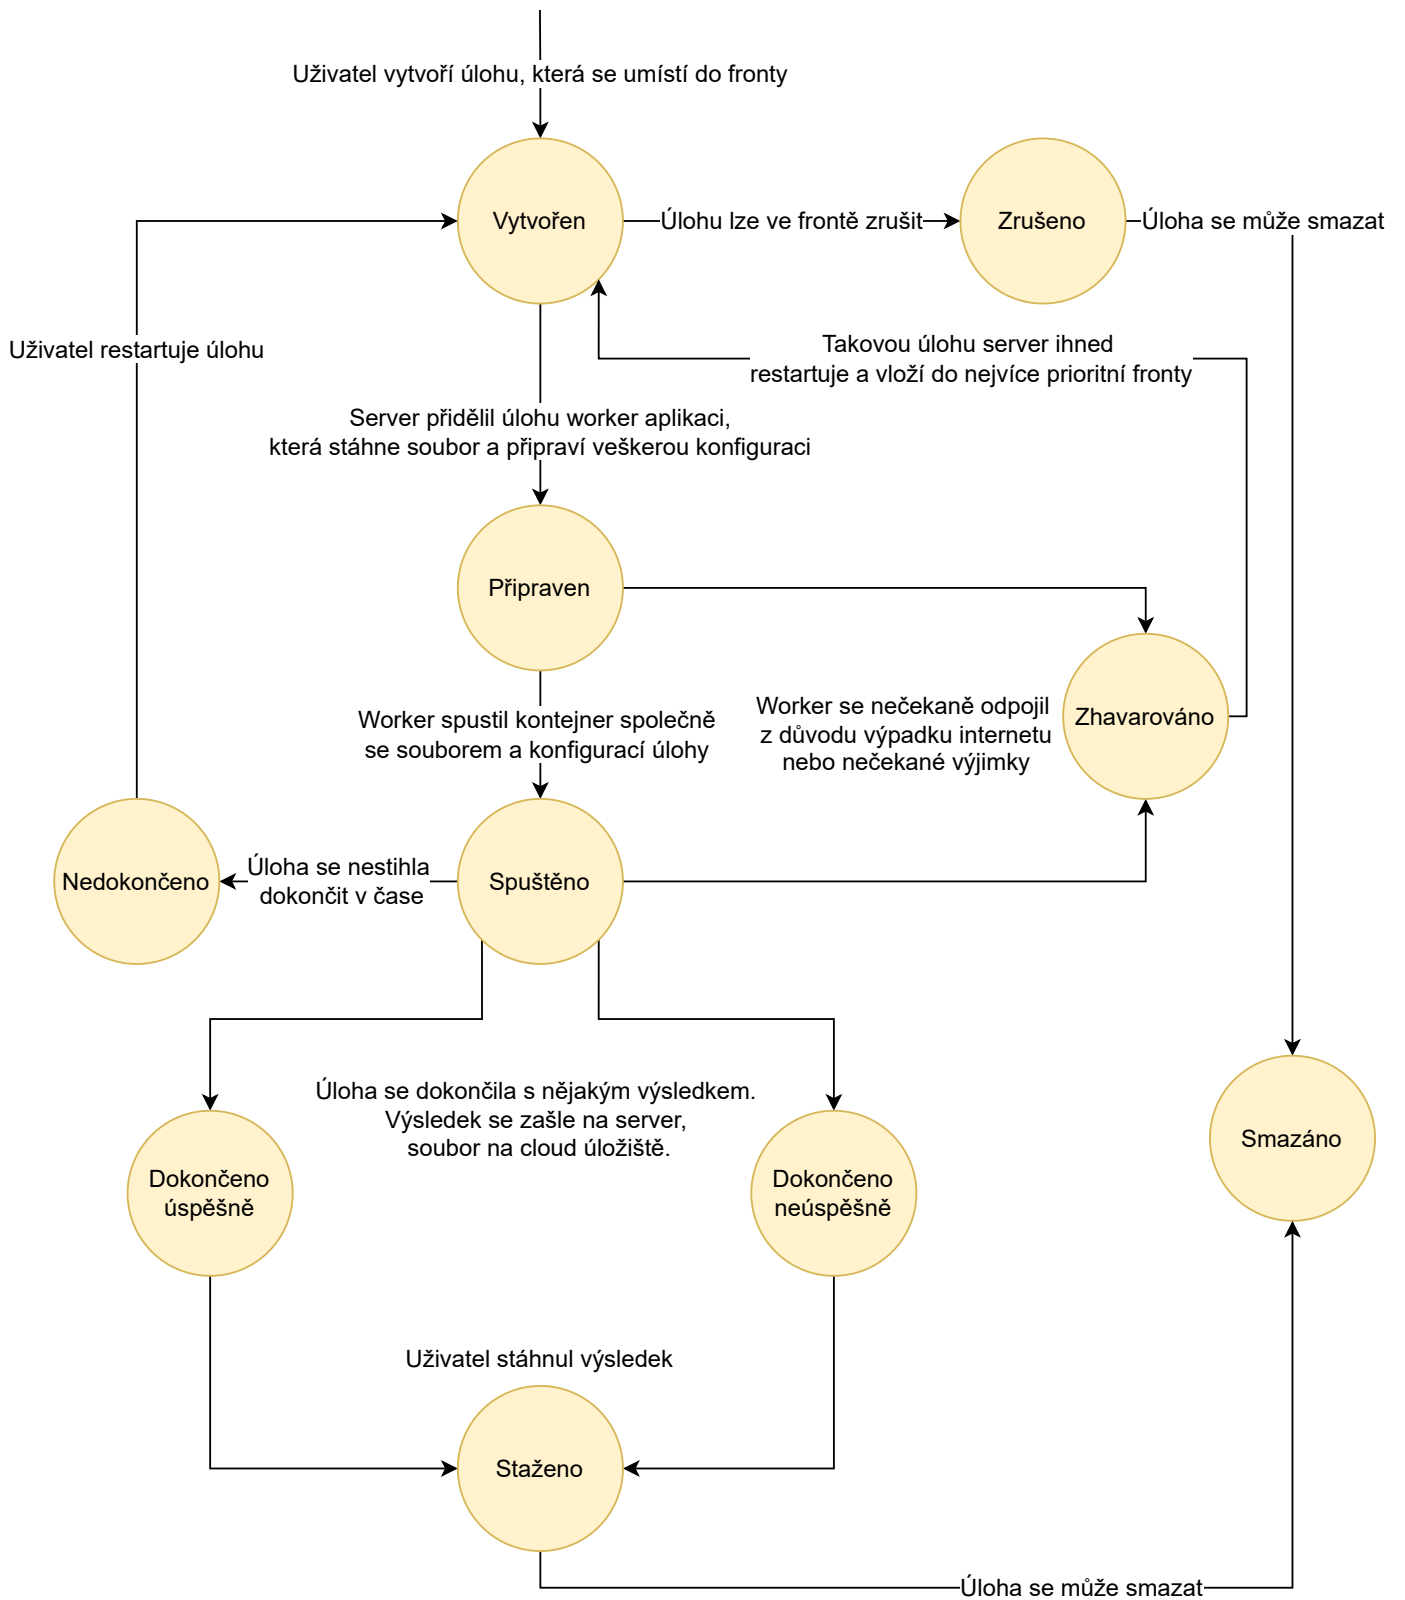 Uživatel vytvoří úlohu, která se umístí do fronty
Vytvořen
Úlohu lze ve frontě zrušit
Zrušeno
Úloha se může smazat
Uživatel restartuje úlohu
Takovou úlohu server ihned
restartuje a vloží do nejvíce prioritní fronty
Server přidělil úlohu worker aplikaci,
která stáhne soubor a připraví veškerou konfiguraci
Připraven
Worker spustil kontejner společně
se souborem a konfigurací úlohy
Worker se nečekaně odpojil
z důvodu výpadku internetu
nebo nečekané výjimky
Zhavarováno
Nedokončeno
Úloha se nestihla
dokončit v čase
Spuštěno
Úloha se dokončila s nějakým výsledkem.
Výsledek se zašle na server,
soubor na cloud úložiště.
Smazáno
Dokončeno
úspěšně
Dokončeno
neúspěšně
Uživatel stáhnul výsledek
Staženo
Úloha se může smazat